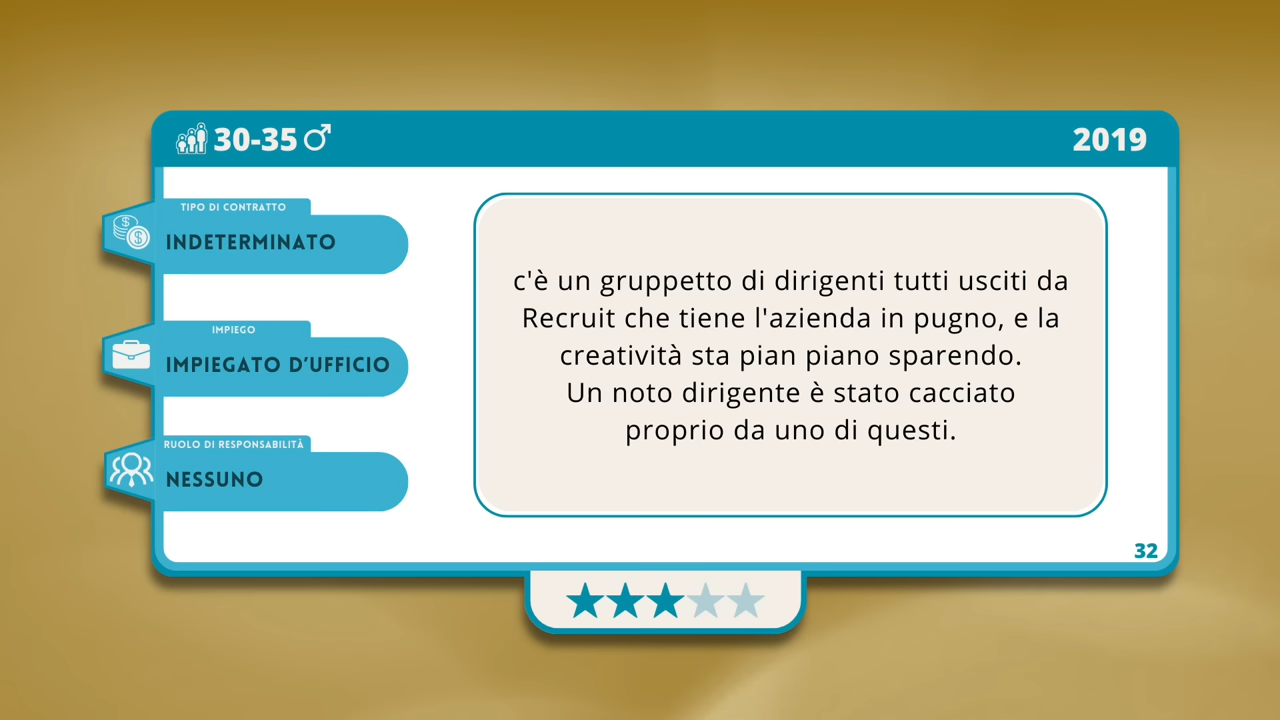 30-35
2019
TIPO DI CONTRATTO
INDETERMINATO
IMPIEGO
IMPIEGATO D'UFFICIO
RUOLO DI RESPONSABILITÀ
NESSUNO
c'è un gruppetto di dirigenti tutti usciti da
Recruit che tiene l'azienda in pugno, e la
creatività sta pian piano sparendo.
Un noto dirigente è stato cacciato
proprio da uno di questi.
32